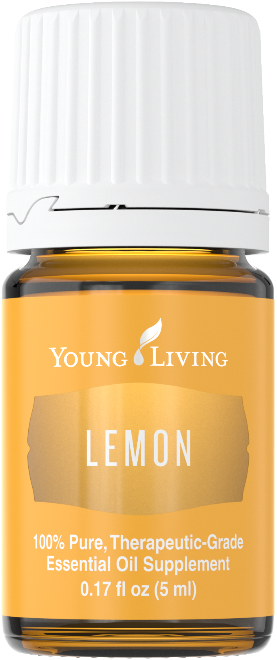 YOUNG LIVING
LEMON
100% Pure, Therapeutic-Grade
Essential Oil Supplement
0.17 fl oz (5 ml)